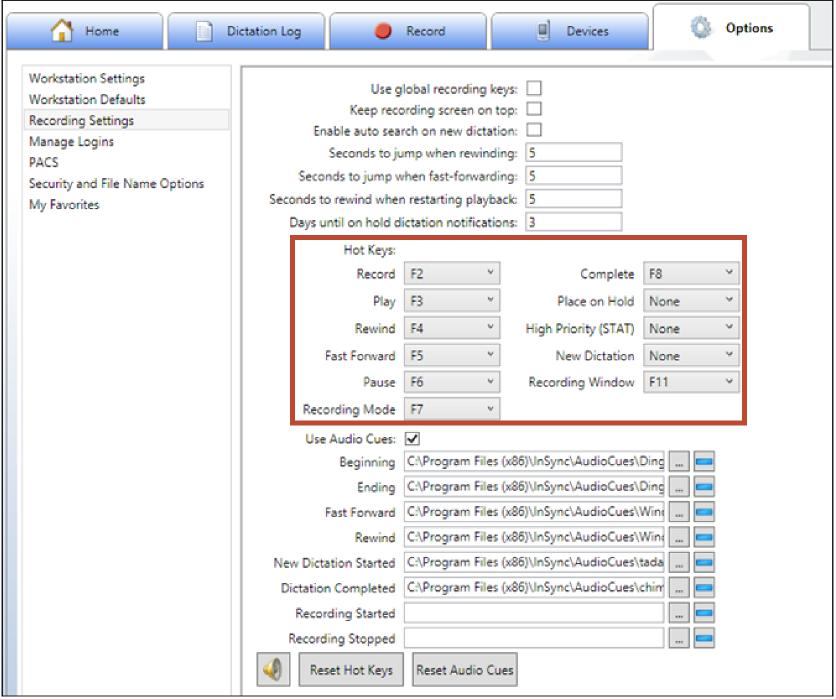 Home
Dictation Log
Record
Devices
Options
Workstation Settings
Workstation Defaults
Recording Settings
Manage Logins
PACS
Security and File Name Options
My Favorites
Use global recording keys:
Keep recording screen on top:
Enable auto search on new dictation:
Seconds to jump when rewinding: 5
Seconds to jump when fast-forwarding: 5
Seconds to rewind when restarting playback: 5
Days until on hold dictation notifications: 3
Hot Keys:
Record F2 Complete F8
Play F3 Place on Hold None
Rewind F4 High Priority (STAT) None
Fast Forward F5 New Dictation None
Pause F6 Recording Window F11
Recording Mode F7
Use Audio Cues:
Beginning C:\Program Files (x86)\InSync\AudioCues\Ding ...
Ending C:\Program Files (x86)\InSync\AudioCues\Ding ...
Fast Forward C:\Program Files (x86)\InSync\AudioCues\Win ...
Rewind C:\Program Files (x86)\InSync\AudioCues\Win ...
New Dictation Started C:\Program Files (x86)\InSync\AudioCues\tada ...
Dictation Completed C:\Program Files (x86)\InSync\AudioCues\chim ...
Recording Started ...
Recording Stopped ...
Reset Hot Keys Reset Audio Cues